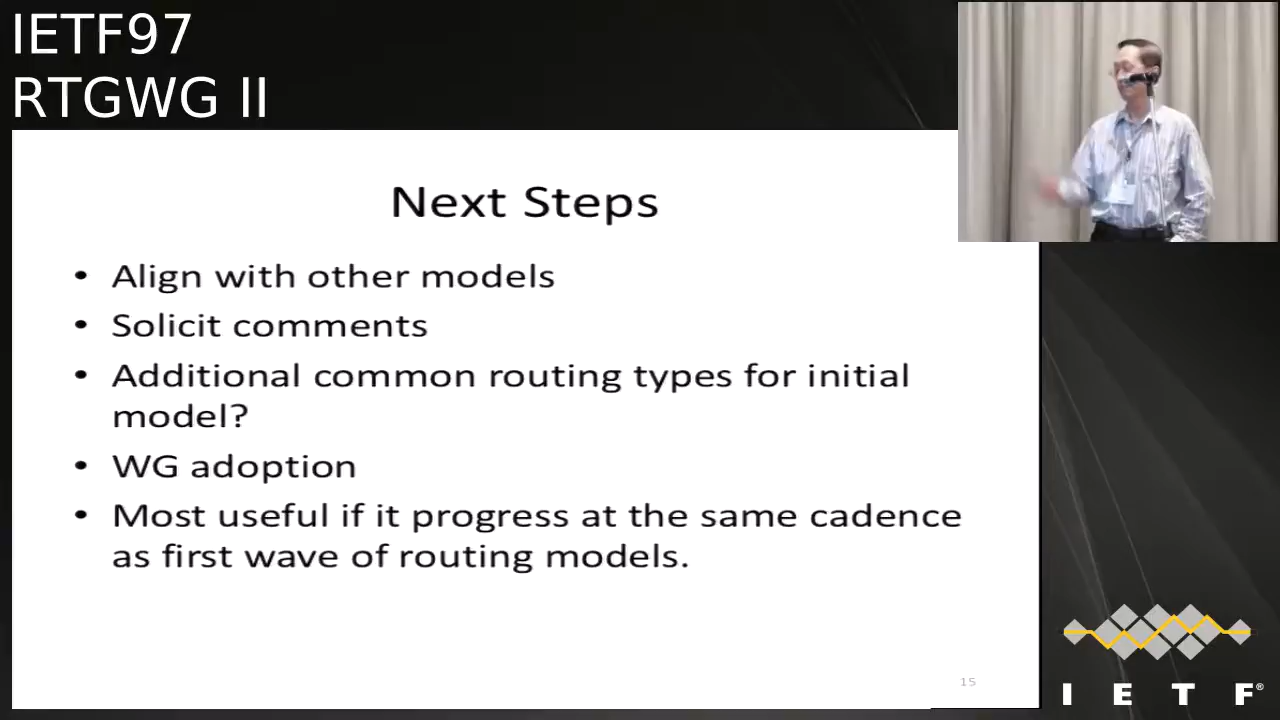 IETF97
RTGWG II
Next Steps
• Align with other models
• Solicit comments
• Additional common routing types for initial
model?
• WG adoption
• Most useful if it progress at the same cadence
as first wave of routing models.
15
I E T F®